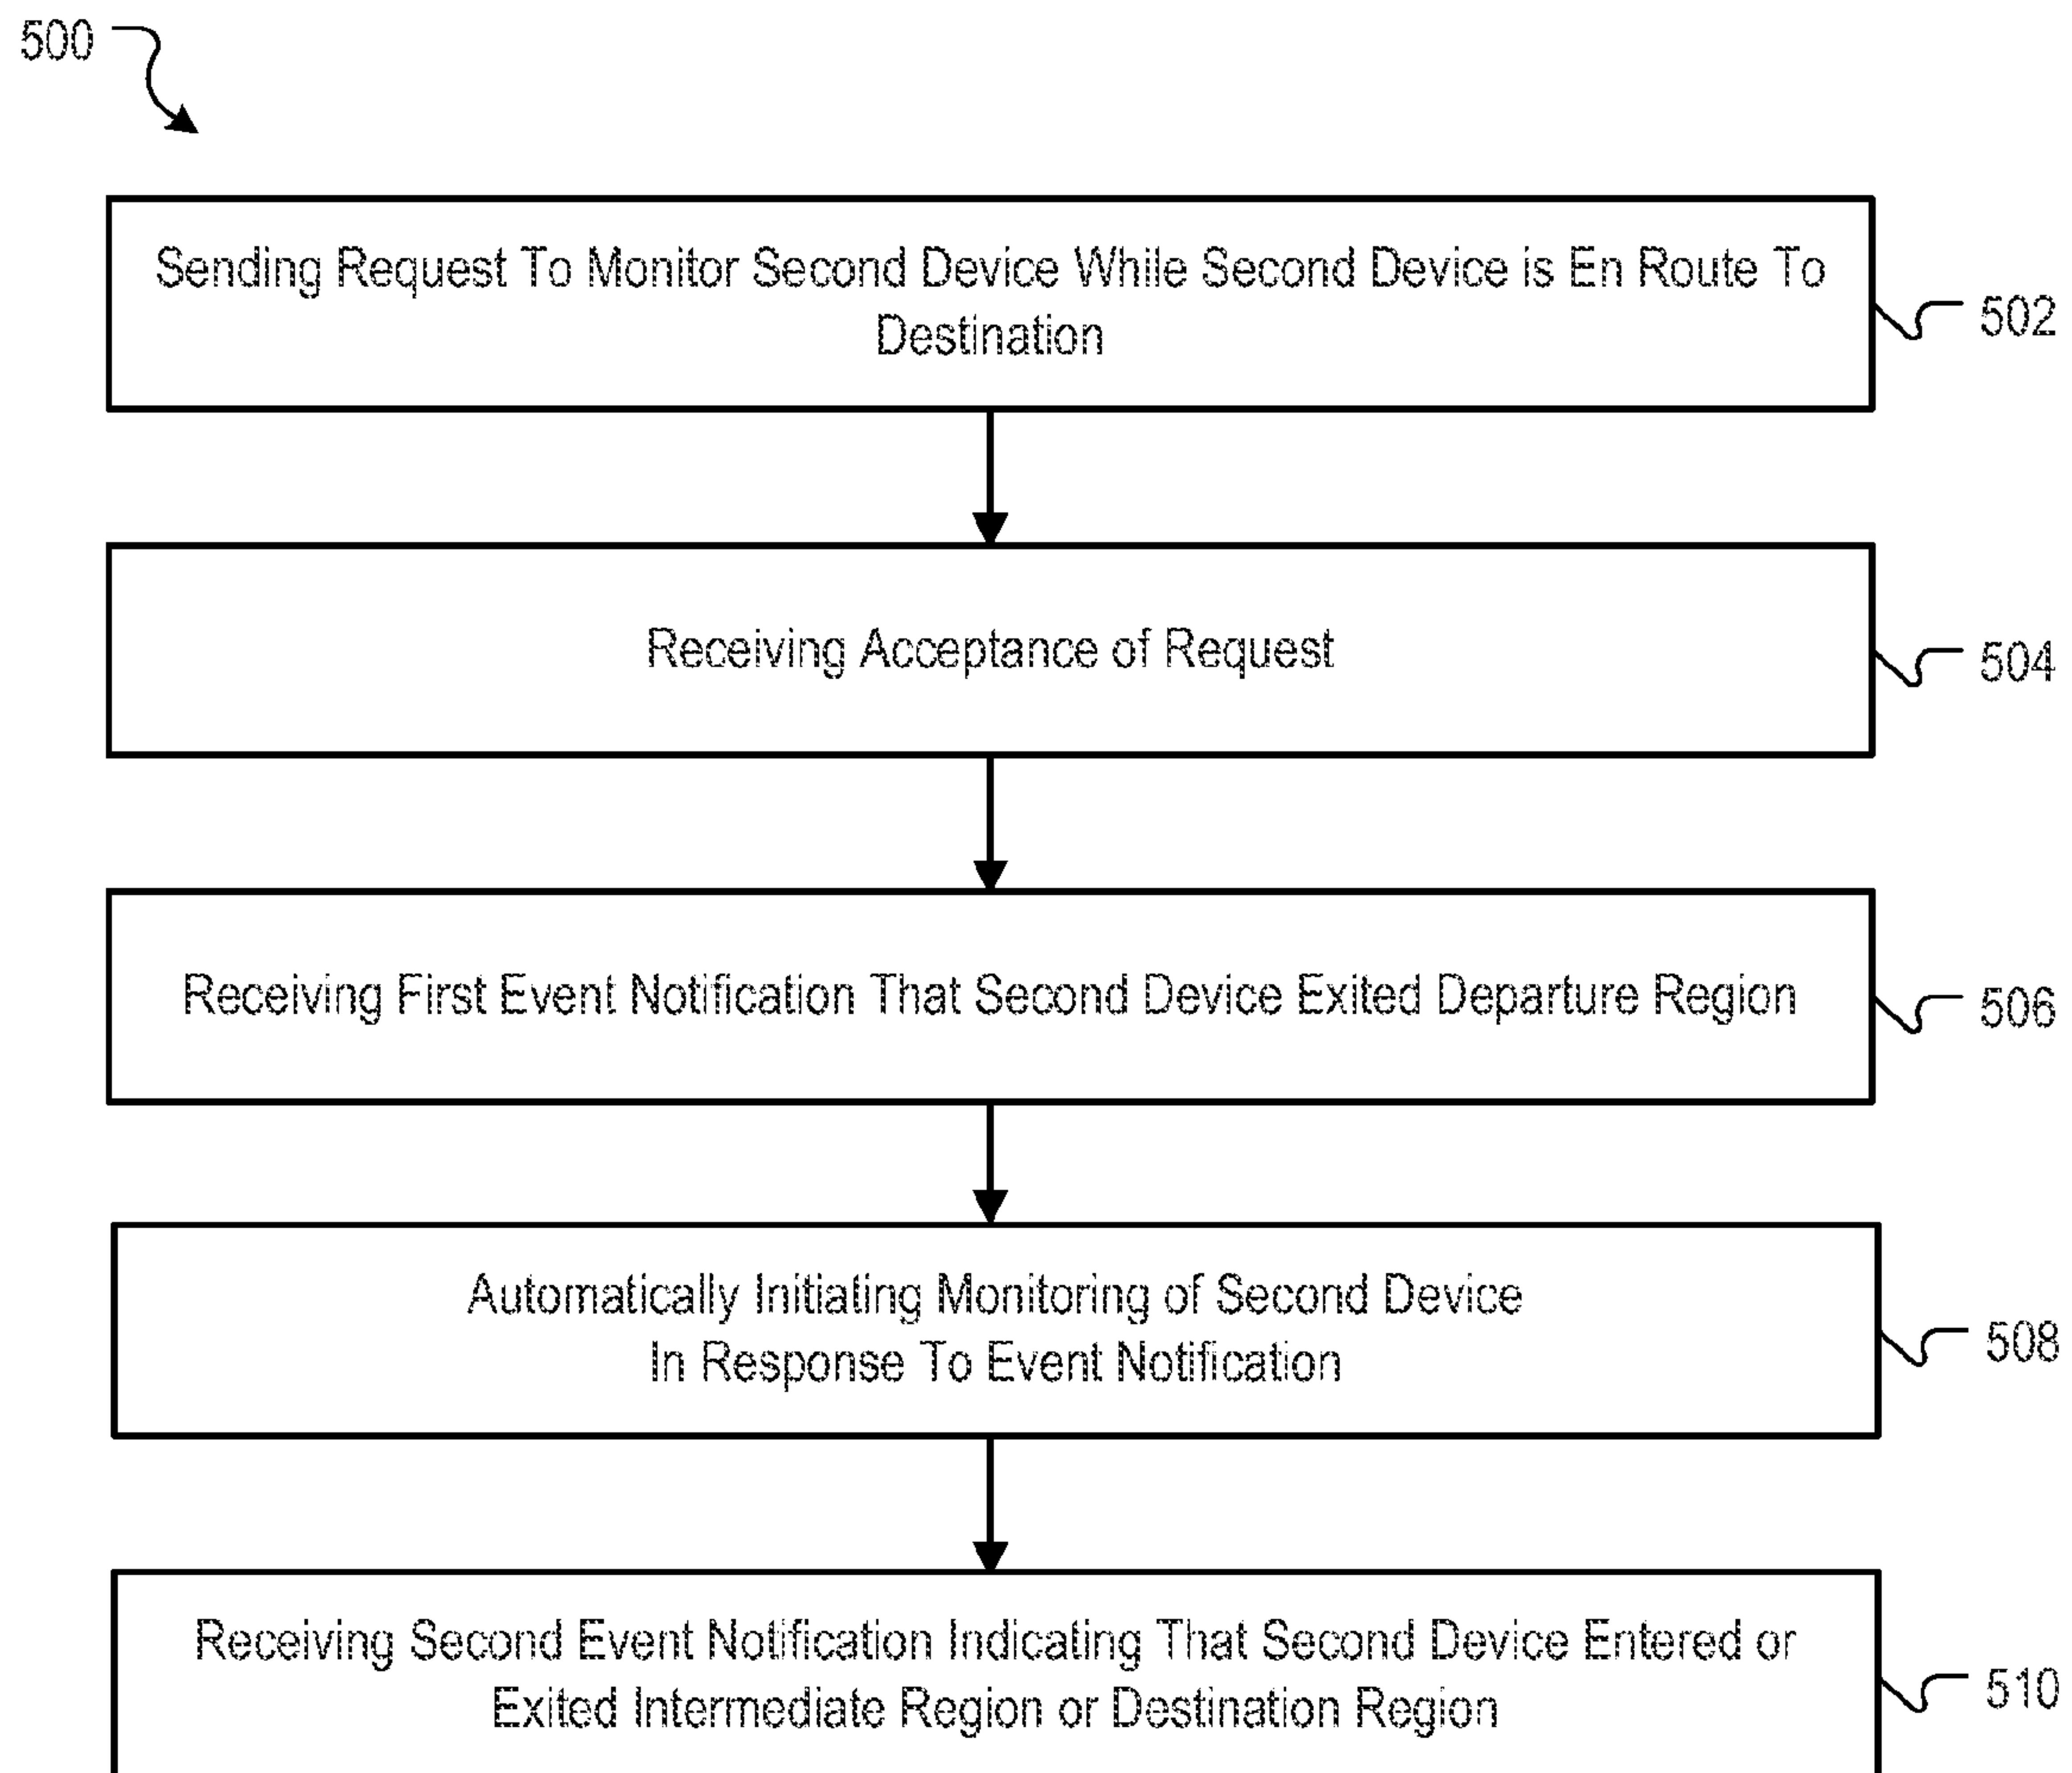 500
Sending Request To Monitor Second Device While Second Device is En Route To
Destination
502
Receiving Acceptance of Request
504
Receiving First Event Notification That Second Device Exited Departure Region
506
Automatically Initiating Monitoring of Second Device
In Response To Event Notification
508
Receiving Second Event Notification Indicating That Second Device Entered or
Exited Intermediate Region or Destination Region
510